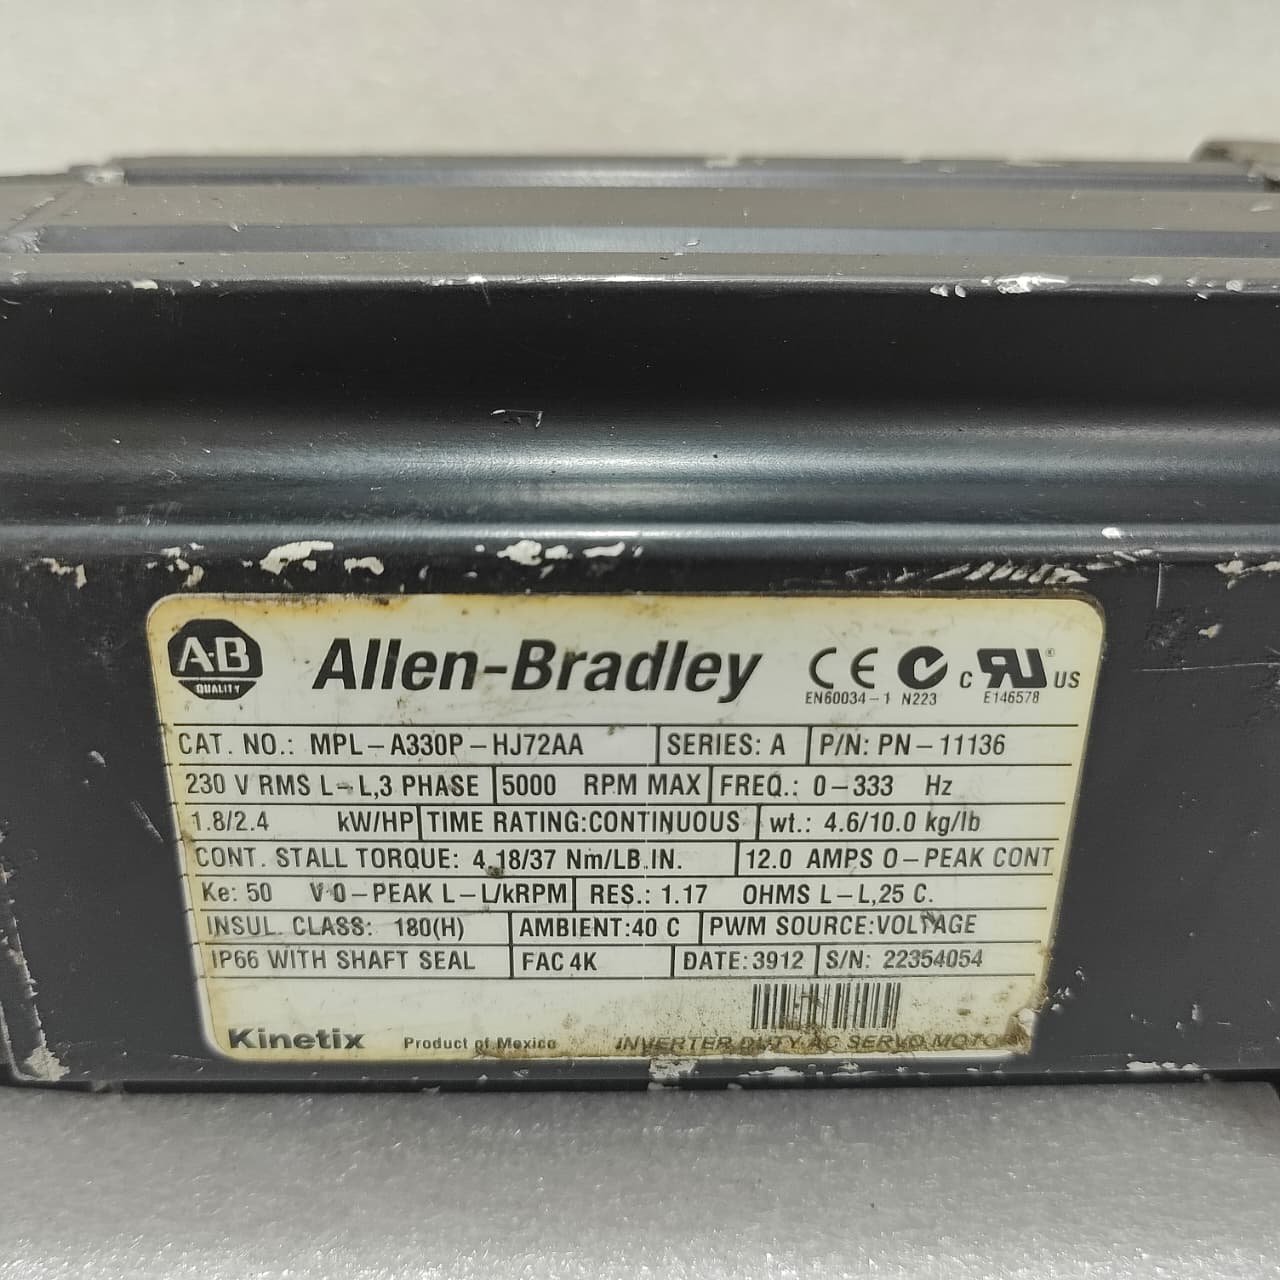 A-B QUALITY Allen-Bradley CE EN60034-1 N223 C RU ® US E146578
CAT. NO.: MPL-A330P-HJ72AA SERIES: A P/N: PN-11136
230 V RMS L-L,3 PHASE 5000 RPM MAX FREQ.: 0-333 Hz
1.8/2.4 kW/HP TIME RATING:CONTINUOUS wt.: 4.6/10.0 kg/lb
CONT. STALL TORQUE: 4.18/37 Nm/LB.IN. 12.0 AMPS 0-PEAK CONT
Ke: 50 V 0-PEAK L-L/kRPM RES.: 1.17 OHMS L-L,25 C.
INSUL. CLASS: 180(H) AMBIENT:40 C PWM SOURCE:VOLTAGE
IP66 WITH SHAFT SEAL FAC 4K DATE:3912 S/N: 22354054
Kinetix Product of Mexico INVERTER DUTY AC SERVO MOTOR